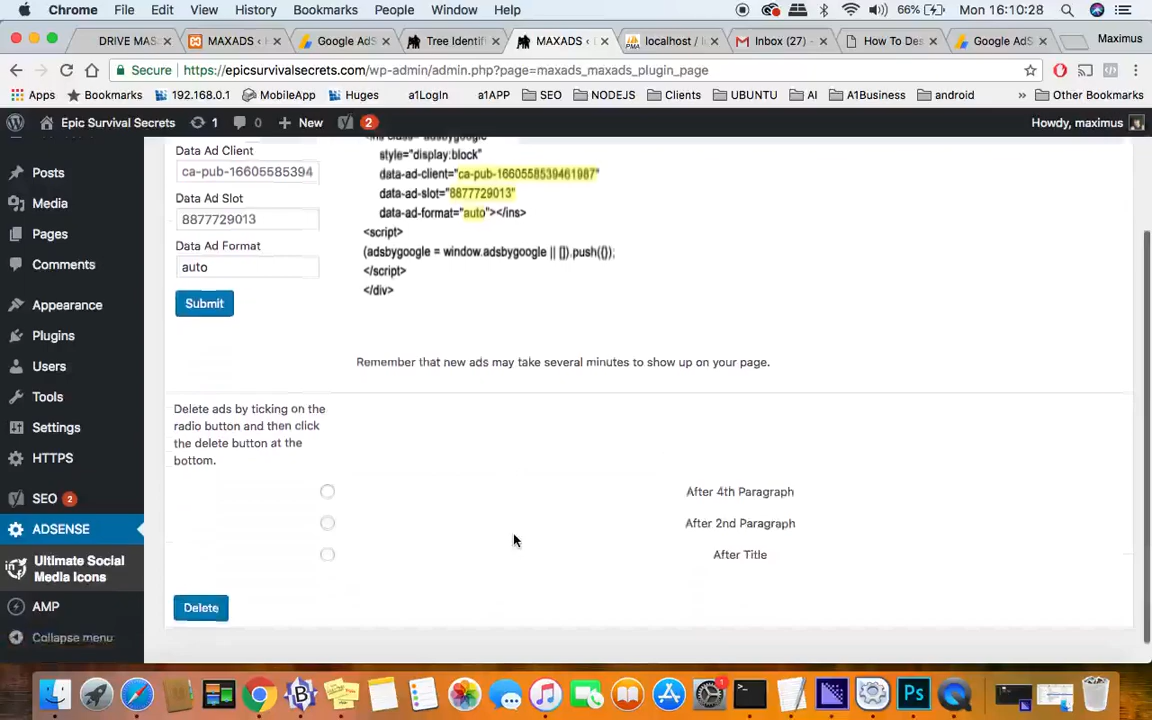 Chrome File Edit View History Bookmarks People Window Help 66% Mon 16:10:28
DRIVE MAS MAXADS ‹ Google AdS Tree Identif MAXADS ‹ localhost / l Inbox (27) - How To Des Google AdS Maximus
Secure https://epicsurvivalsecrets.com/wp-admin/admin.php?page=maxads_maxads_plugin_page
Apps Bookmarks 192.168.0.1 MobileApp Huges a1LogIn a1APP SEO NODEJS Clients UBUNTU AI A1Business android » Other Bookmarks
Epic Survival Secrets 1 0 New 2 Howdy, maximus
Posts
Media
Pages
Comments
Appearance
Plugins
Users
Tools
Settings
HTTPS
SEO 2
ADSENSE
Ultimate Social
Media Icons
AMP
Collapse menu
Data Ad Client
ca-pub-16605585394
Data Ad Slot
8877729013
Data Ad Format
auto
Submit
style="display:block"
data-ad-client="ca-pub-1660558539461987"
data-ad-slot="8877729013"
data-ad-format="auto"></ins>
<script>
(adsbygoogle = window.adsbygoogle || []).push({});
</script>
</div>
Remember that new ads may take several minutes to show up on your page.
Delete ads by ticking on the
radio button and then click
the delete button at the
bottom.
After 4th Paragraph
After 2nd Paragraph
After Title
Delete